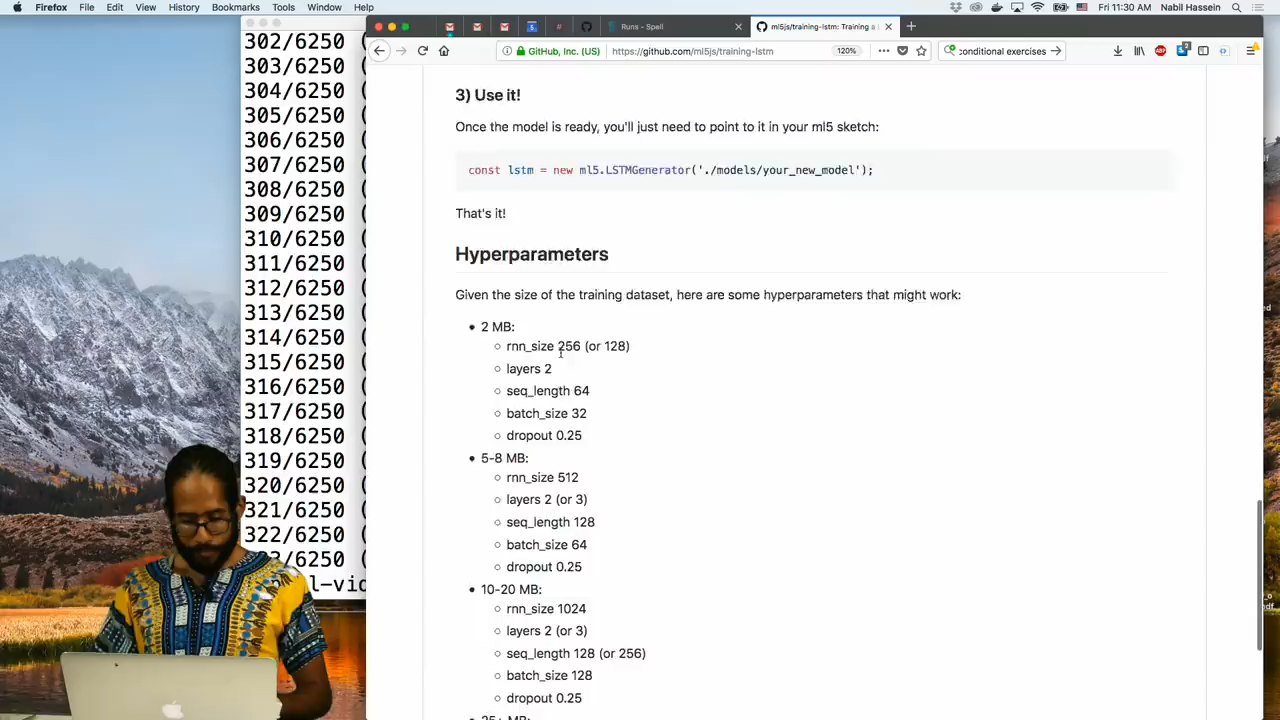 Firefox File Edit View History Bookmarks Tools Window Help
Fri 11:30 AM Nabil Hassein
Runs - Spell
ml5js/training-lstm: Training a
GitHub, Inc. (US) https://github.com/ml5js/training-lstm 120% conditional exercises
302/6250 (
303/6250 (
304/6250 (
305/6250 (
306/6250 (
307/6250 (
308/6250 (
309/6250 (
310/6250 (
311/6250 (
312/6250 (
313/6250 (
314/6250 (
315/6250 (
316/6250 (
317/6250 (
318/6250 (
319/6250 (
320/6250 (
321/6250 (
322/6250 (
3/6250 (
l-vid
3) Use it!
Once the model is ready, you'll just need to point to it in your ml5 sketch:
const lstm = new ml5.LSTMGenerator('./models/your_new_model');
That's it!
Hyperparameters
Given the size of the training dataset, here are some hyperparameters that might work:
2 MB:
rnn_size 256 (or 128)
layers 2
seq_length 64
batch_size 32
dropout 0.25
5-8 MB:
rnn_size 512
layers 2 (or 3)
seq_length 128
batch_size 64
dropout 0.25
10-20 MB:
rnn_size 1024
layers 2 (or 3)
seq_length 128 (or 256)
batch_size 128
dropout 0.25
25+ MB: